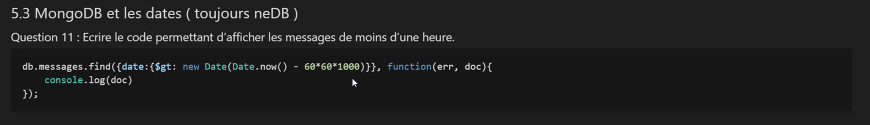 5.3 MongoDB et les dates ( toujours neDB )
Question 11 : Ecrire le code permettant d’afficher les messages de moins d’une heure.
db.messages.find({date:{$gt: new Date(Date.now() - 60*60*1000)}}, function(err, doc){
    console.log(doc)
});